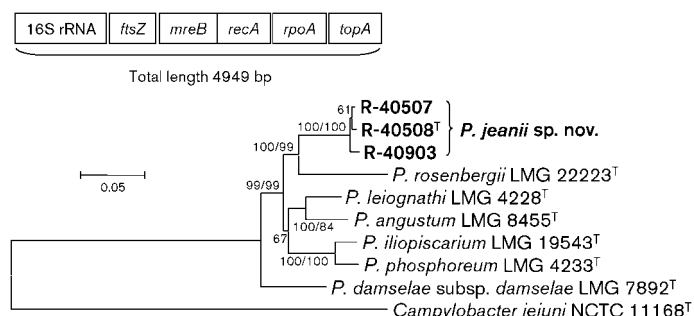 16S rRNA ftsZ mreB recA rpoA topA
Total length 4949 bp
0.05
61
R-40507
R-40508T
R-40903
P. jeanii sp. nov.
100/100
100/99
P. rosenbergii LMG 22223T
99/99
P. leiognathi LMG 4228T
P. angustum LMG 8455T
100/84
67
P. iliopiscarium LMG 19543T
P. phosphoreum LMG 4233T
100/100
P. damselae subsp. damselae LMG 7892T
Campylobacter jejuni NCTC 11168T